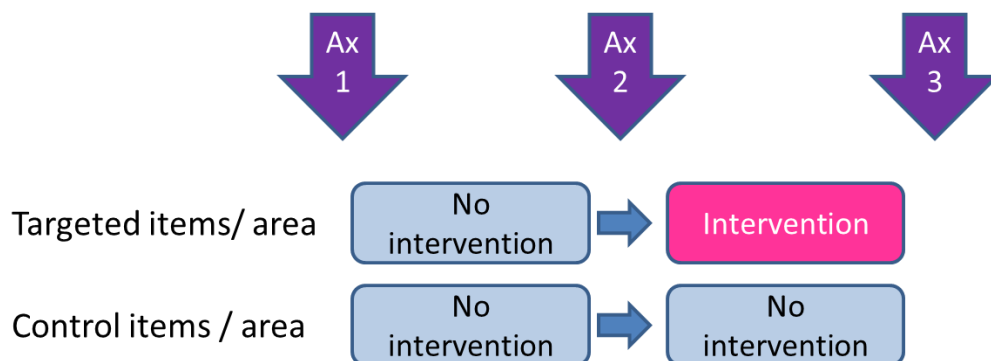 Ax
1
Ax
2
Ax
3
Targeted items/ area
No
intervention
Intervention
Control items / area
No
intervention
No
intervention